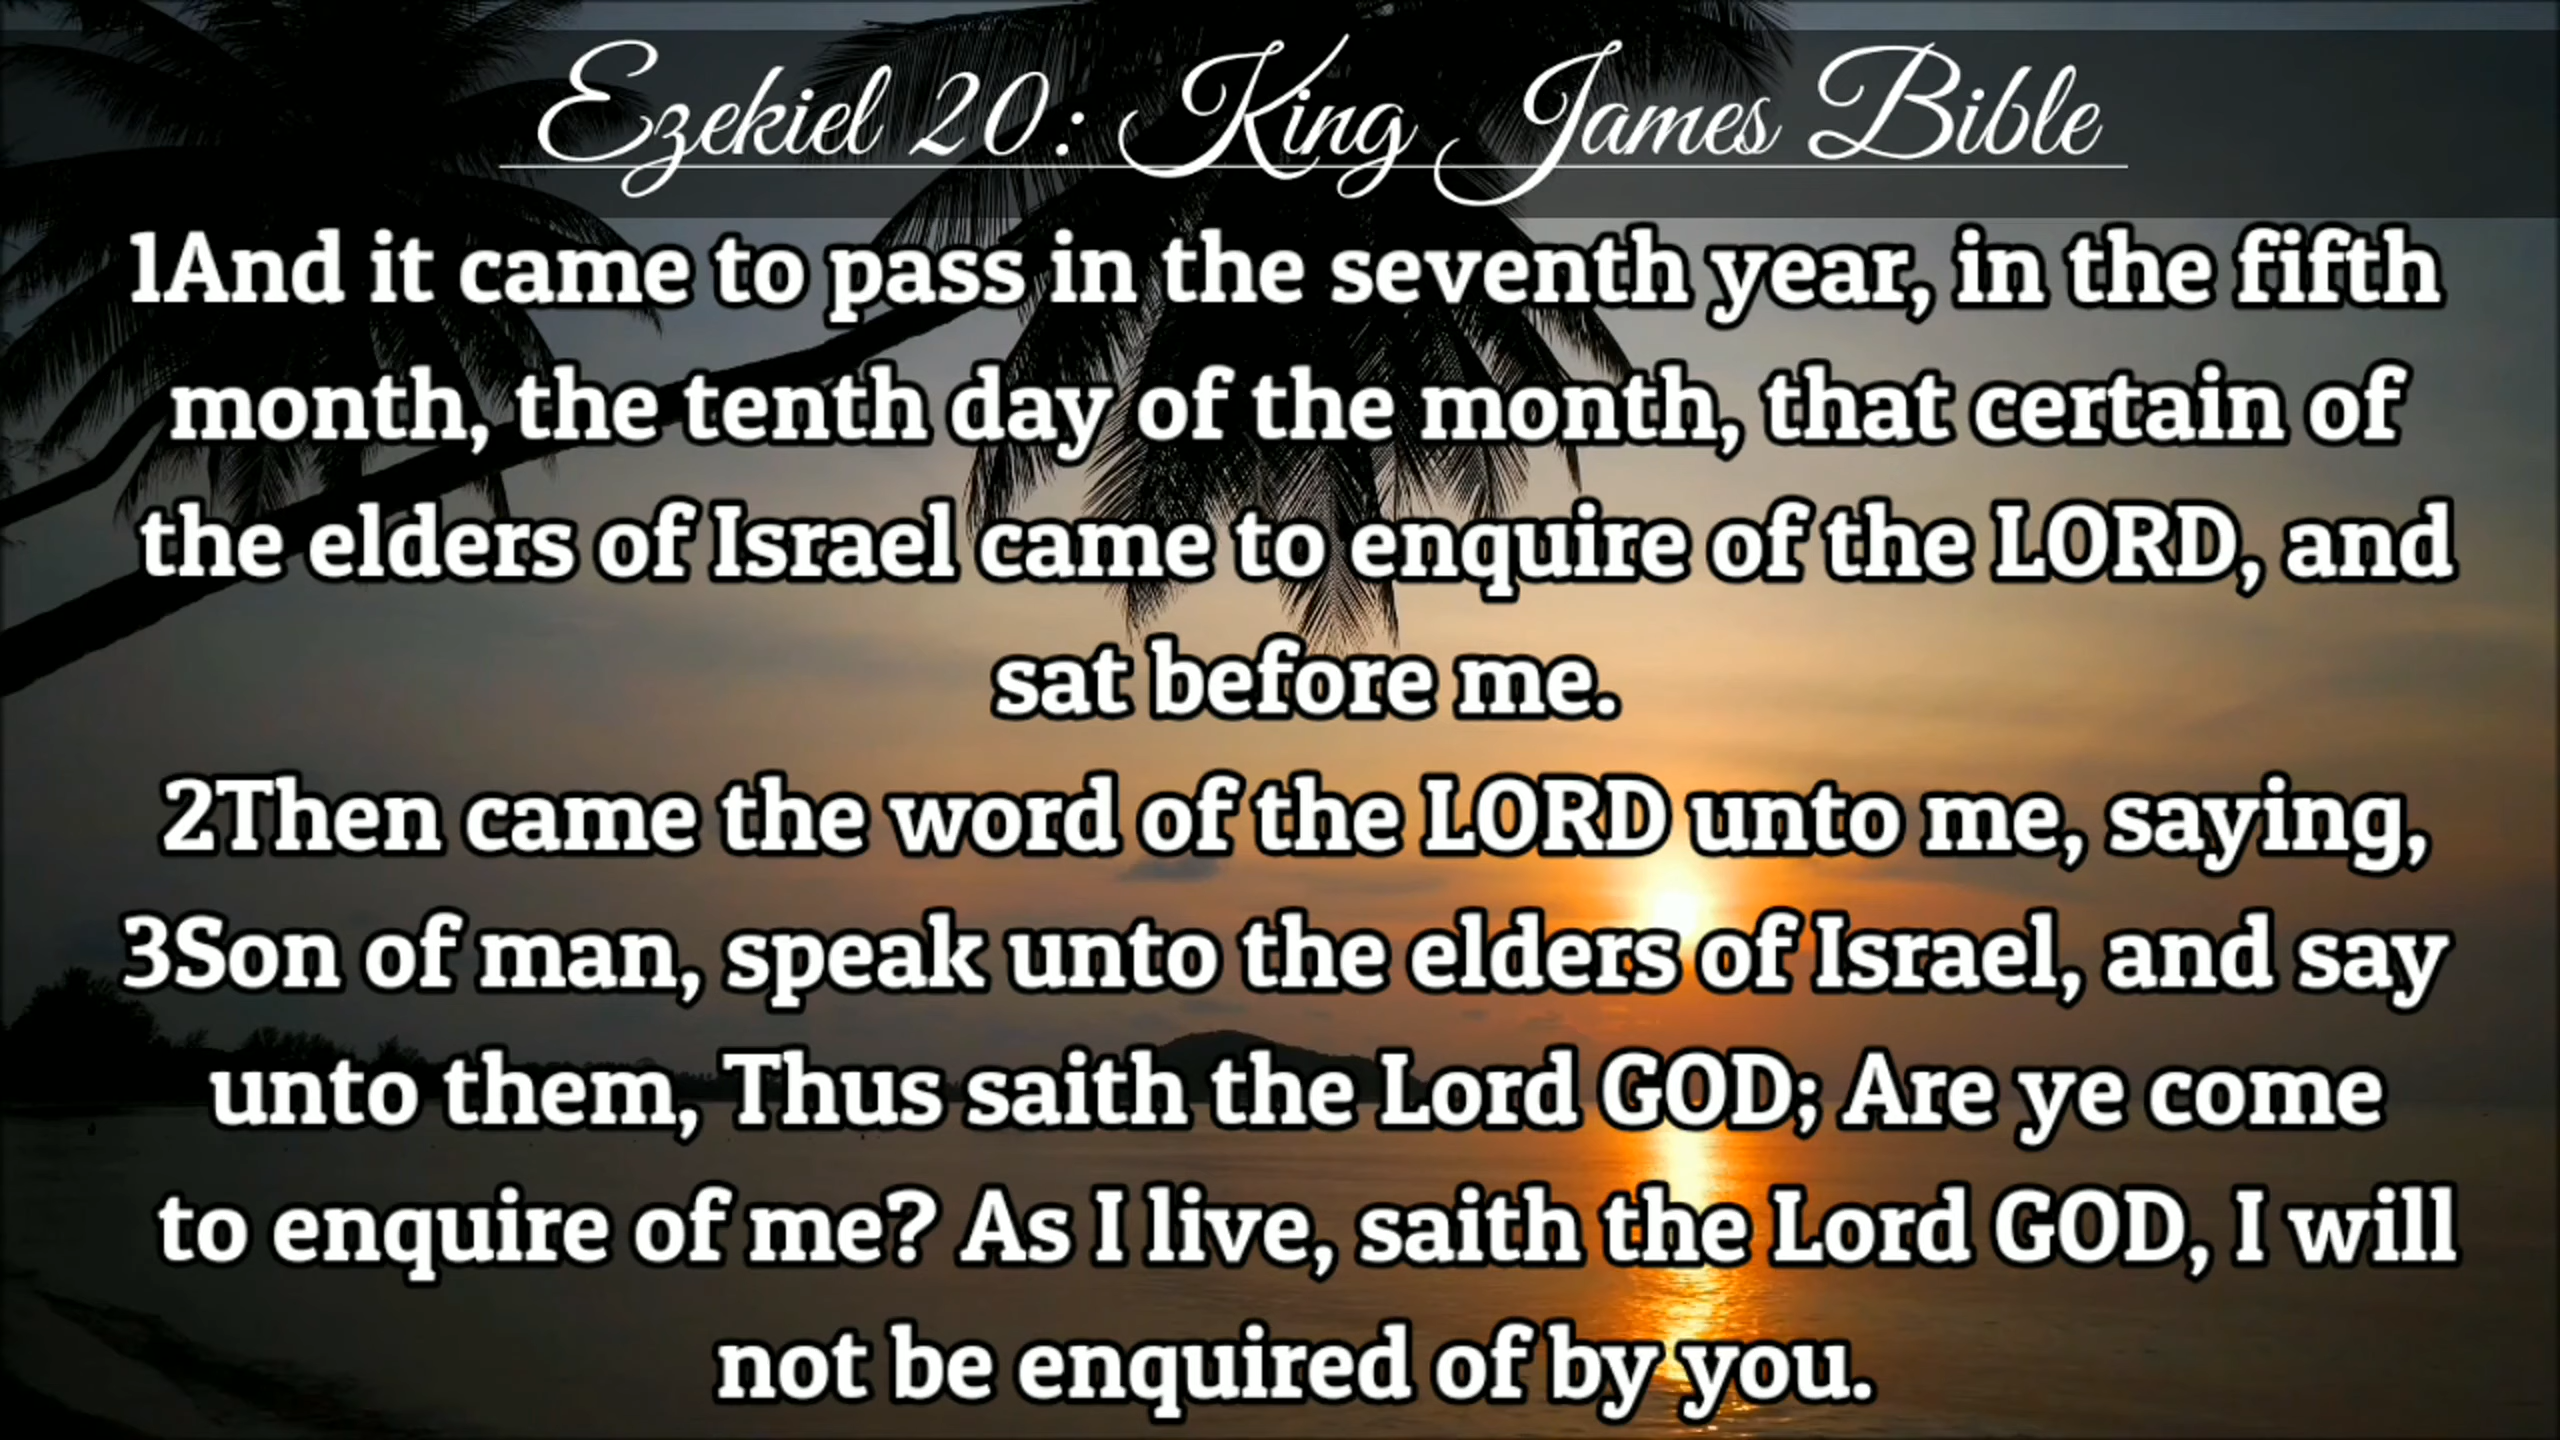 Ezekiel 20: King James Bible
1And it came to pass in the seventh year, in the fifth
month, the tenth day of the month, that certain of
the elders of Israel came to enquire of the LORD, and
sat before me.
2Then came the word of the LORD unto me, saying,
3Son of man, speak unto the elders of Israel, and say
unto them, Thus saith the Lord GOD; Are ye come
to enquire of me? As I live, saith the Lord GOD, I will
not be enquired of by you.